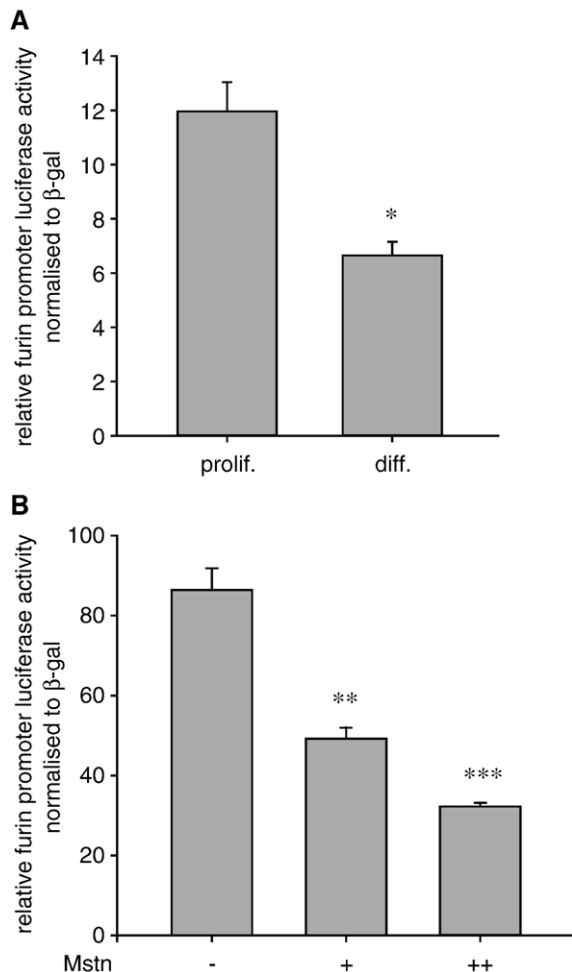 A
relative furin promoter luciferase activity
normalised to β-gal
14
12
10
8
6
4
2
0
*
prolif.
diff.
B
relative furin promoter luciferase activity
normalised to β-gal
100
80
60
40
20
0
**
***
Mstn - + ++